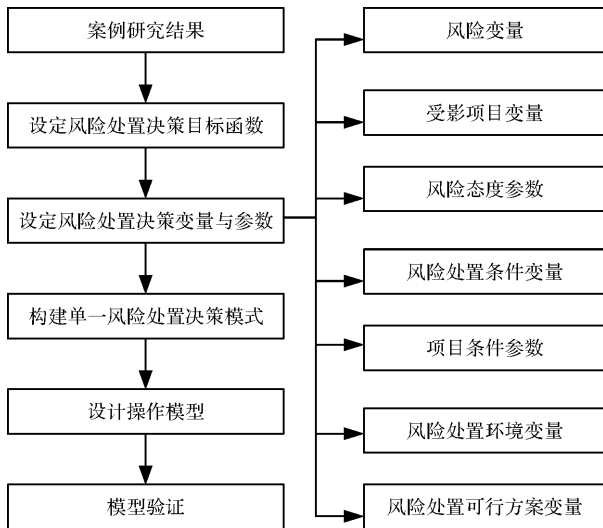 案例研究结果
设定风险处置决策目标函数
设定风险处置决策变量与参数
构建单一风险处置决策模式
设计操作模型
模型验证
风险变量
受影项目变量
风险态度参数
风险处置条件变量
项目条件参数
风险处置环境变量
风险处置可行方案变量